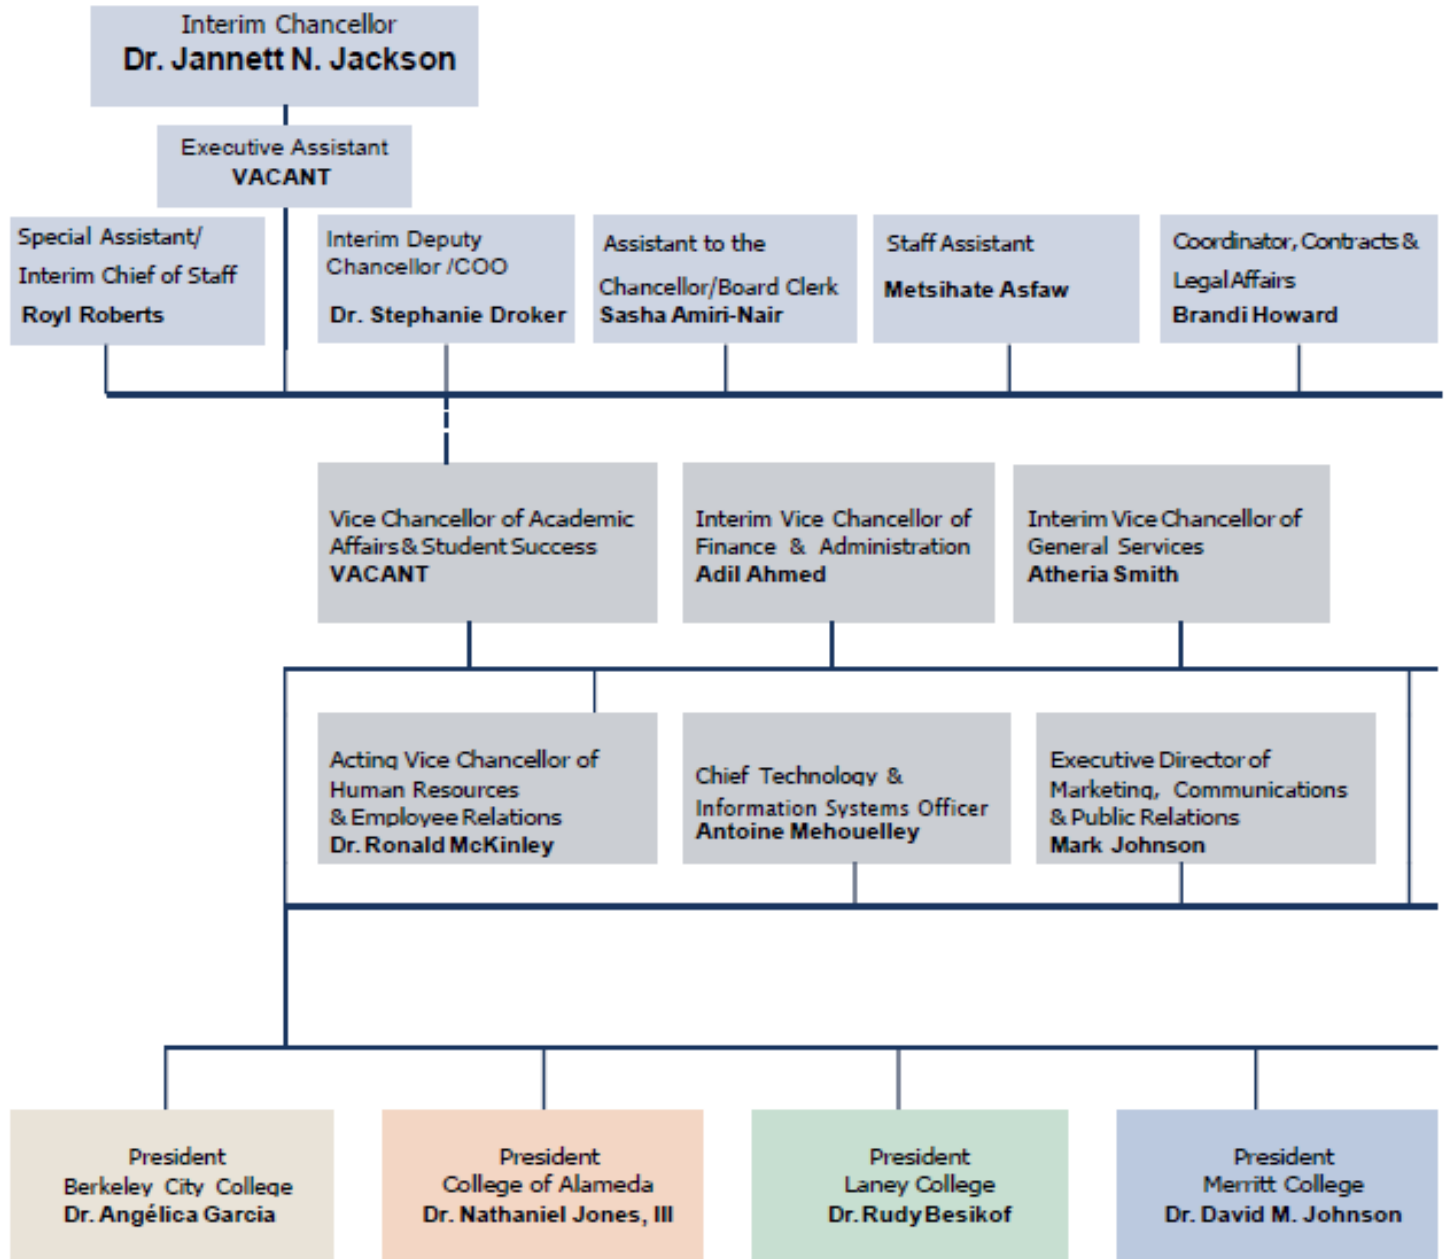 Interim Chancellor
Dr. Jannett N. Jackson
Executive Assistant
VACANT
Special Assistant/
Interim Chief of Staff
Royl Roberts
Interim Deputy
Chancellor /COO
Dr. Stephanie Droker
Assistant to the
Chancellor/Board Clerk
Sasha Amiri-Nair
Staff Assistant
Metsihate Asfaw
Coordinator, Contracts &
Legal Affairs
Brandi Howard
Vice Chancellor of Academic
Affairs & Student Success
VACANT
Interim Vice Chancellor of
Finance & Administration
Adil Ahmed
Interim Vice Chancellor of
General Services
Atheria Smith
Acting Vice Chancellor of
Human Resources
& Employee Relations
Dr. Ronald McKinley
Chief Technology &
Information Systems Officer
Antoine Mehouelley
Executive Director of
Marketing, Communications
& Public Relations
Mark Johnson
President
Berkeley City College
Dr. Angélica Garcia
President
College of Alameda
Dr. Nathaniel Jones, III
President
Laney College
Dr. Rudy Besikof
President
Merritt College
Dr. David M. Johnson